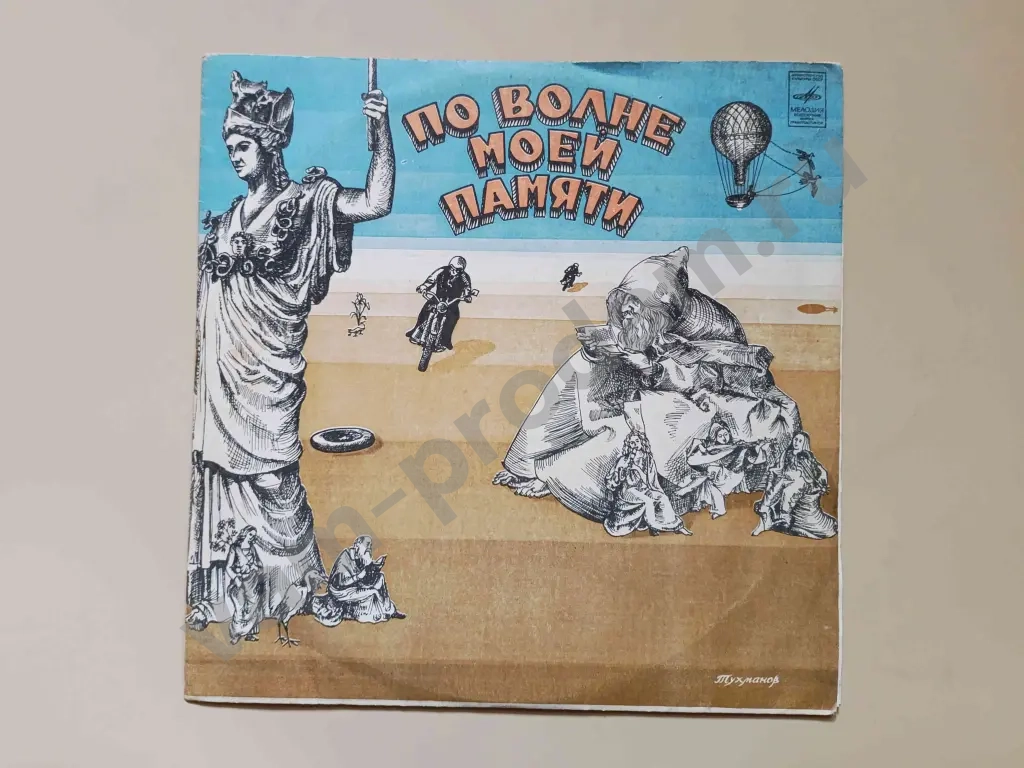 ПО ВОЛНЕ
МОЕЙ
ПАМЯТИ
МЕЛОДИЯ
Тухманов